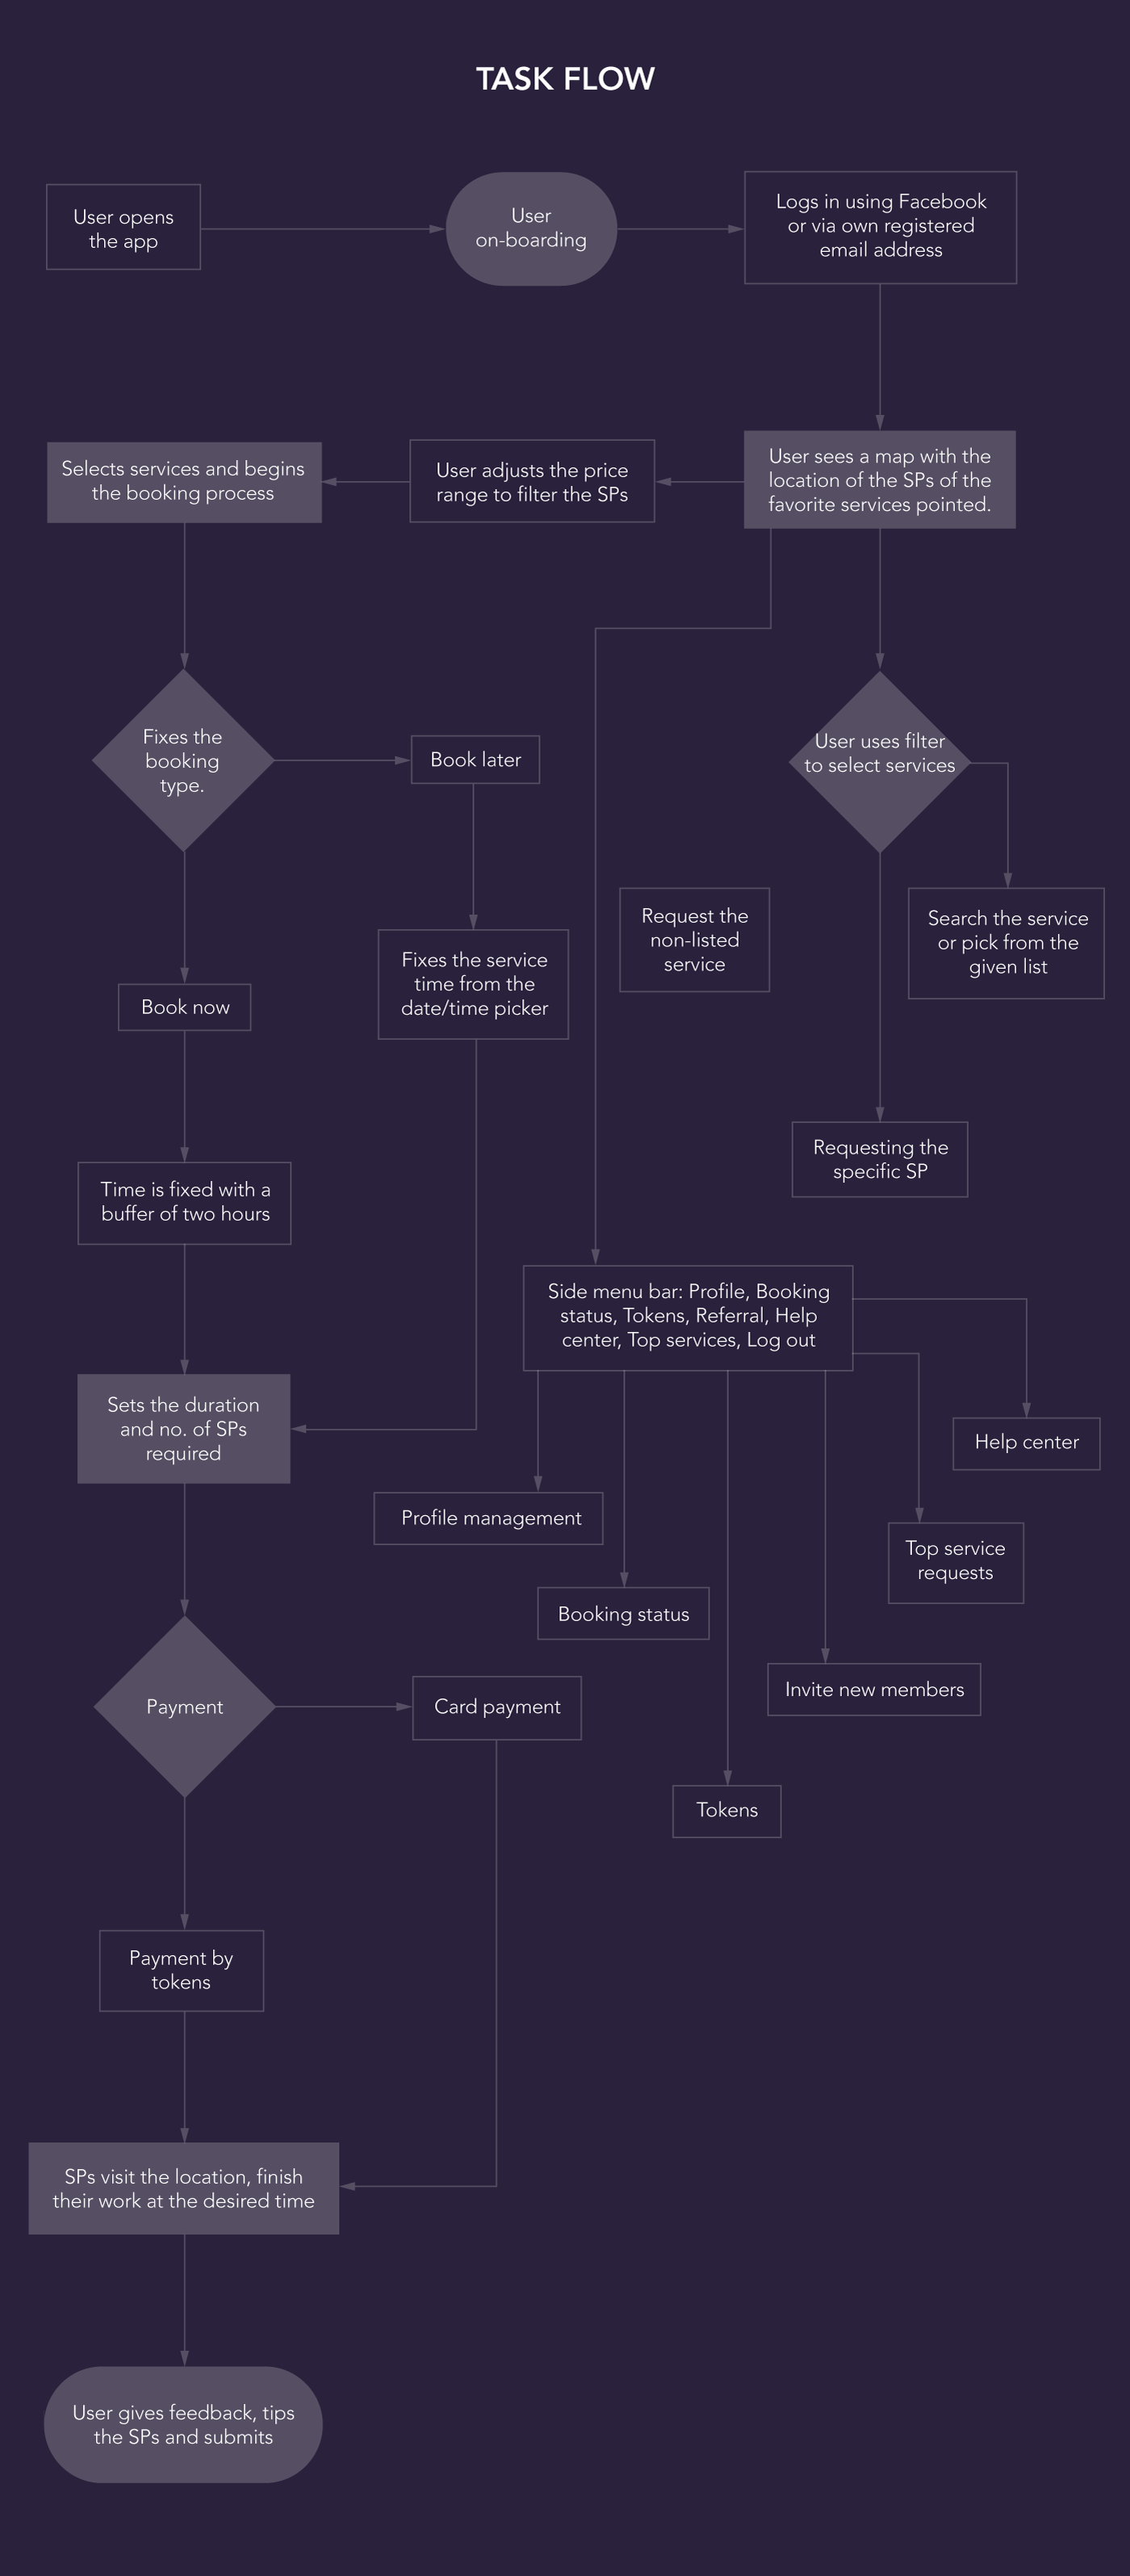 TASK FLOW
User opens
the app
User
on-boarding
Logs in using Facebook
or via own registered
email address
Selects services and begins
the booking process
User adjusts the price
range to filter the SPs
User sees a map with the
location of the SPs of the
favorite services pointed.
Fixes the
booking
type.
Book later
User uses filter
to select services
Request the
non-listed
service
Search the service
or pick from the
given list
Fixes the service
time from the
date/time picker
Book now
Requesting the
specific SP
Time is fixed with a
buffer of two hours
Side menu bar: Profile, Booking
status, Tokens, Referral, Help
center, Top services, Log out
Sets the duration
and no. of SPs
required
Help center
Profile management
Top service
requests
Booking status
Invite new members
Payment
Card payment
Tokens
Payment by
tokens
SPs visit the location, finish
their work at the desired time
User gives feedback, tips
the SPs and submits